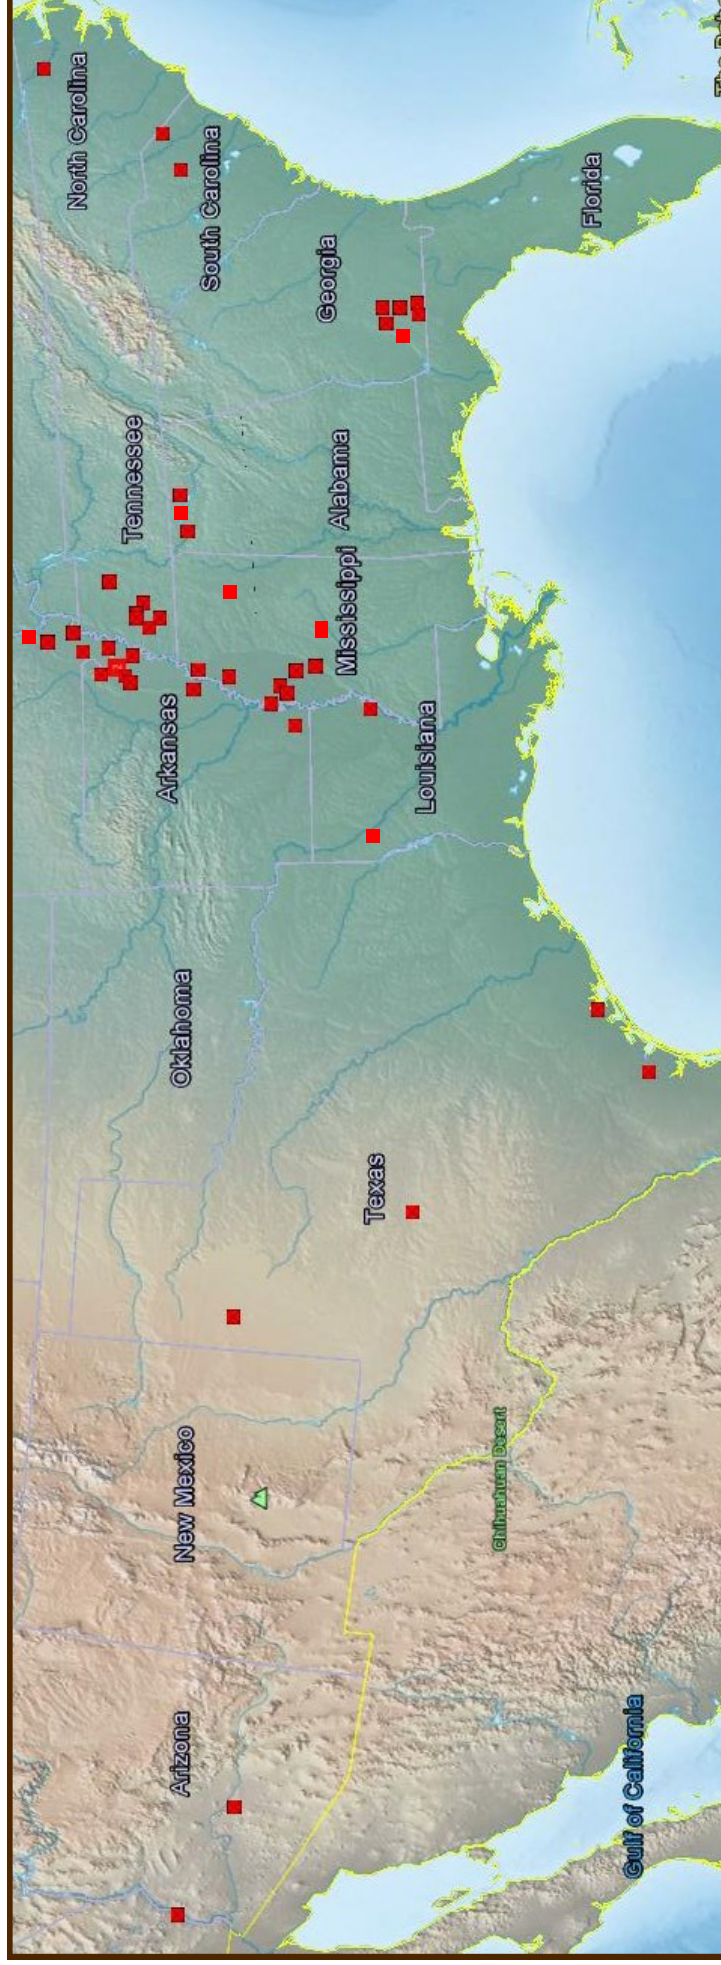 North Carolina
South Carolina
Georgia
Florida
Tennessee
Alabama
Mississippi
Arkansas
Louisiana
Oklahoma
Texas
New Mexico
Chihuahuan Desert
Arizona
Gulf of California